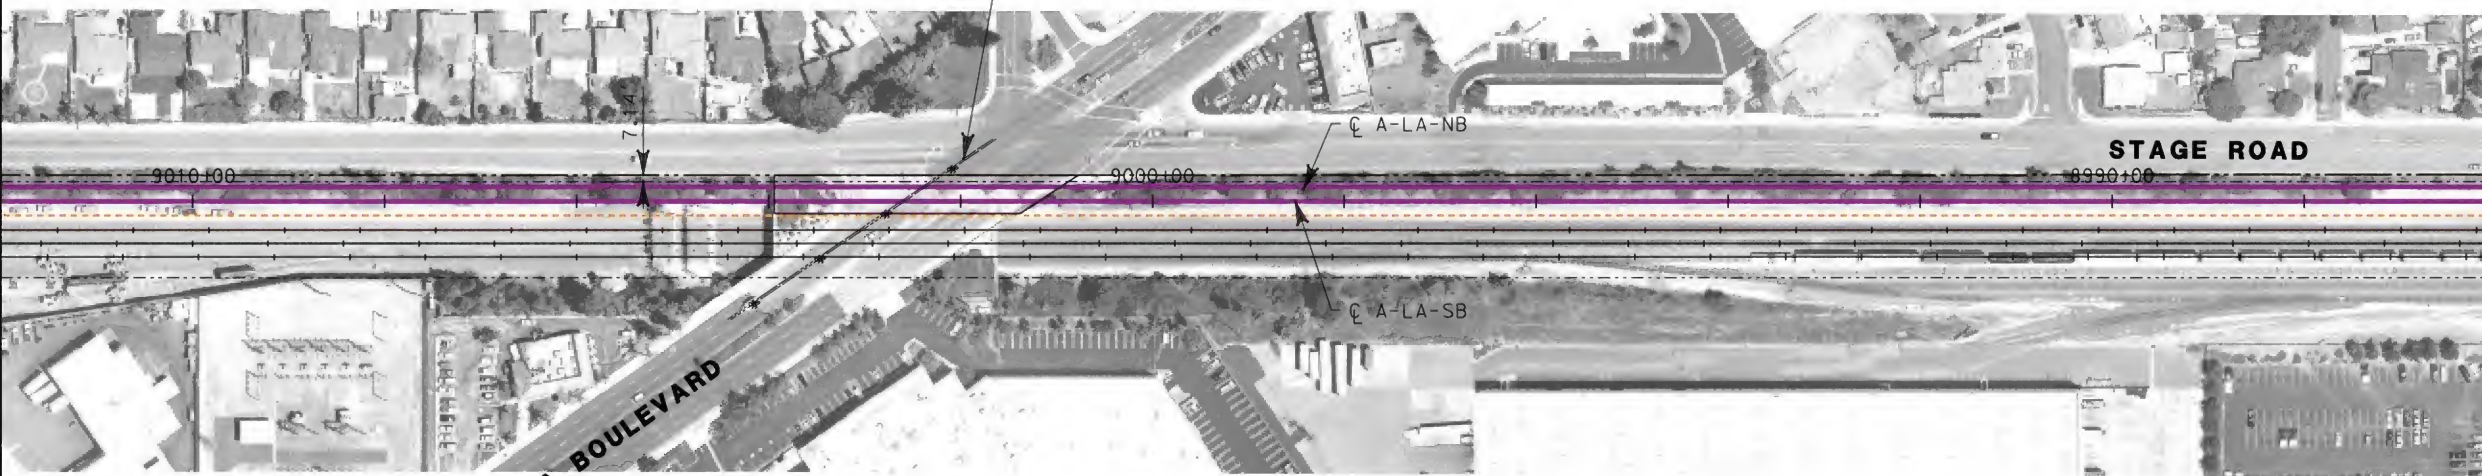 7.14'
℄ A-LA-NB
STAGE ROAD
9010+00
9000+00
8990+00
℄ A-LA-SB
BOULEVARD